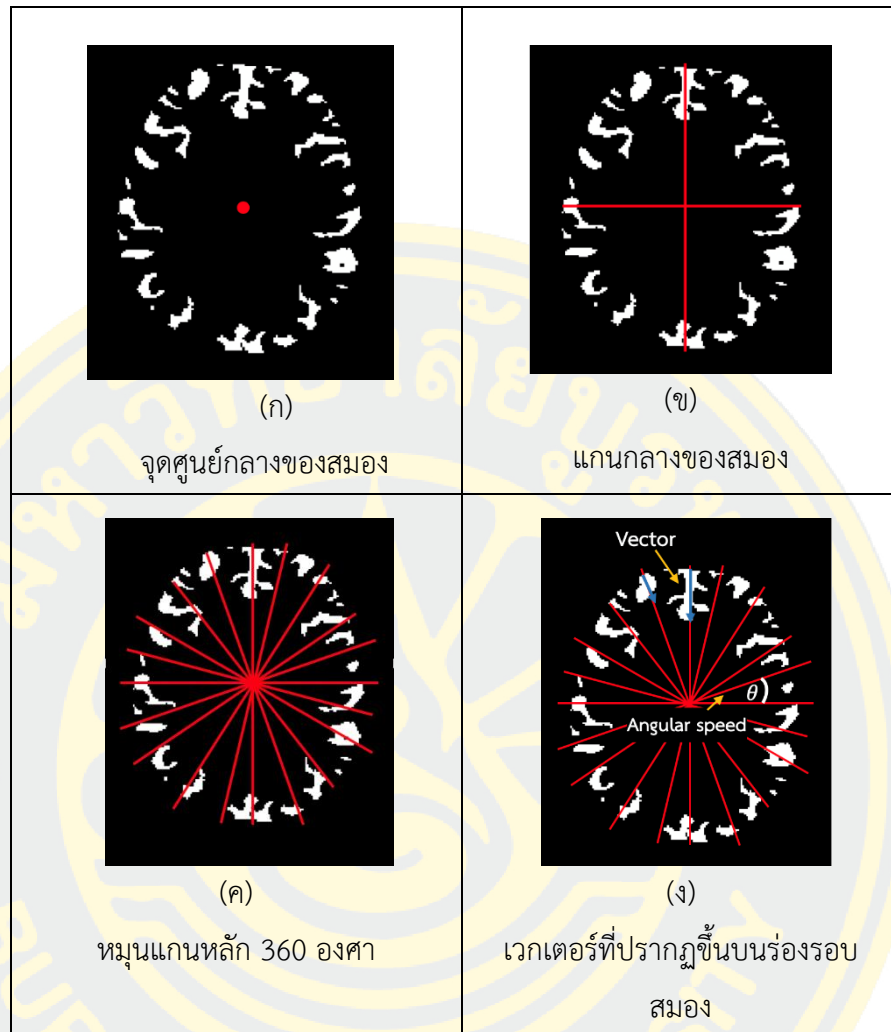 (ก)
จุดศูนย์กลางของสมอง
(ข)
แกนกลางของสมอง
(ค)
หมุนแกนหลัก 360 องศา
Vector
θ
Angular speed
(ง)
เวกเตอร์ที่ปรากฏขึ้นบนร่องรอบ
สมอง